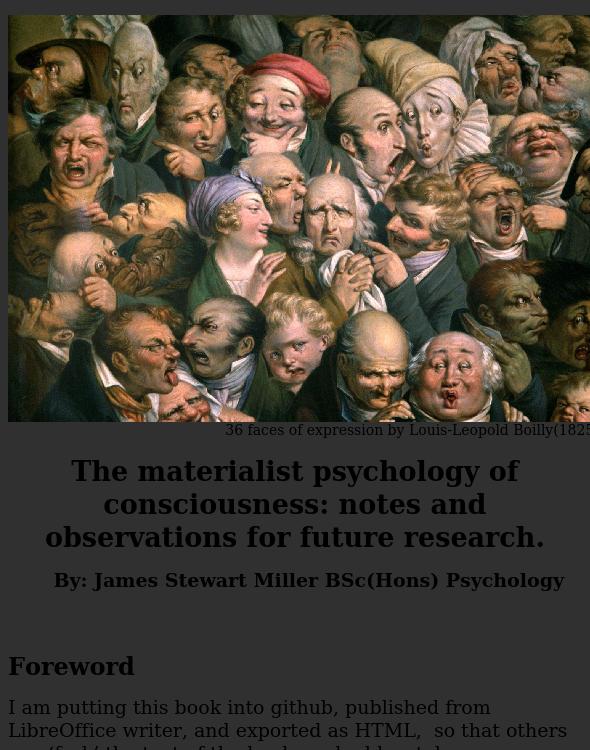 36 faces of expression by Louis-Leopold Boilly(1825
The materialist psychology of
consciousness: notes and
observations for future research.
By: James Stewart Miller BSc(Hons) Psychology
Foreword
I am putting this book into github, published from
LibreOffice writer, and exported as HTML,  so that others